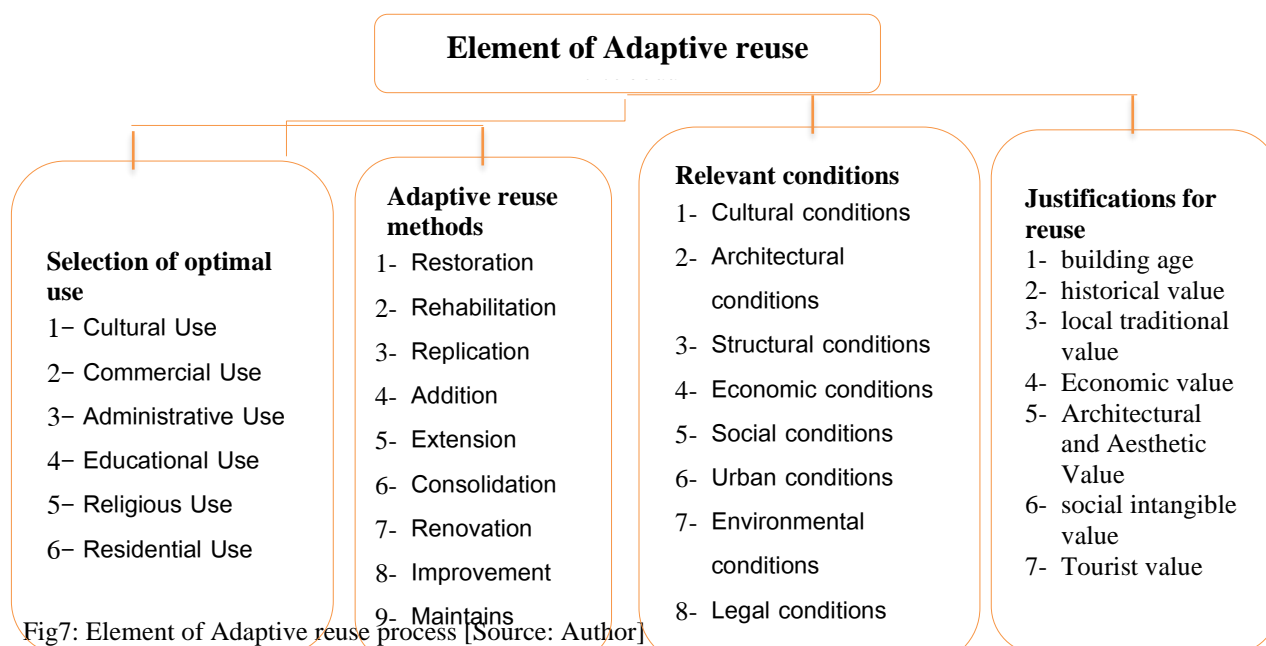 Element of Adaptive reuse
Selection of optimal
use
1- Cultural Use
2- Commercial Use
3- Administrative Use
4- Educational Use
5- Religious Use
6- Residential Use
Adaptive reuse
methods
1- Restoration
2- Rehabilitation
3- Replication
4- Addition
5- Extension
6- Consolidation
7- Renovation
8- Improvement
9- Maintains
Relevant conditions
1- Cultural conditions
2- Architectural
conditions
3- Structural conditions
4- Economic conditions
5- Social conditions
6- Urban conditions
7- Environmental
conditions
8- Legal conditions
Justifications for
reuse
1- building age
2- historical value
3- local traditional
value
4- Economic value
5- Architectural
and Aesthetic
Value
6- social intangible
value
7- Tourist value
Fig7: Element of Adaptive reuse process [Source: Author]